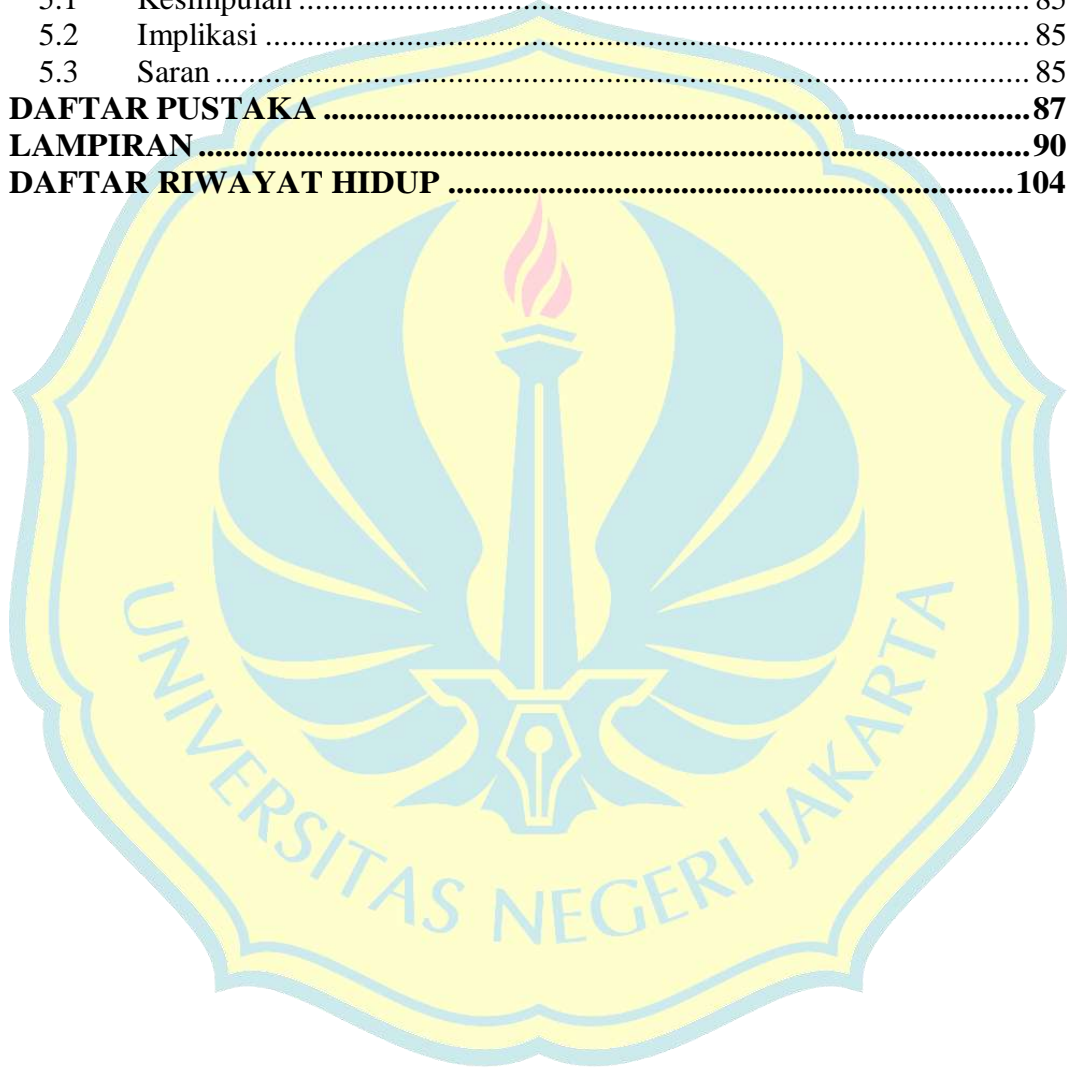 5.1 Kesimpulan ........................................................................................ 85
5.2 Implikasi ............................................................................................ 85
5.3 Saran .................................................................................................. 85
DAFTAR PUSTAKA ..................................................................................... 87
LAMPIRAN .................................................................................................... 90
DAFTAR RIWAYAT HIDUP ..................................................................... 104
UNIVERSITAS NEGERI JAKARTA